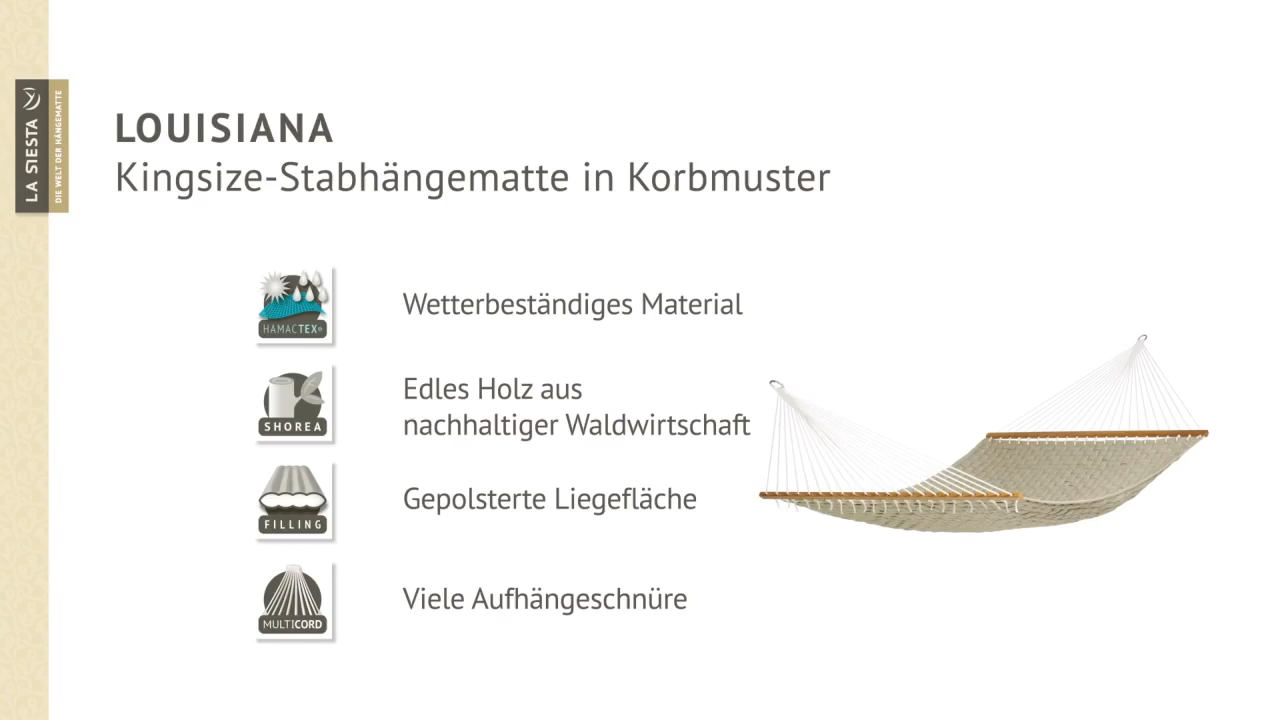 LA SIESTA
DIE WELT DER HÄNGEMATTE
LOUISIANA
Kingsize-Stabhängematte in Korbmuster
HAMACTEX®
Wetterbeständiges Material
SHOREA
Edles Holz aus
nachhaltiger Waldwirtschaft
FILLING
Gepolsterte Liegefläche
MULTICORD
Viele Aufhängeschnüre